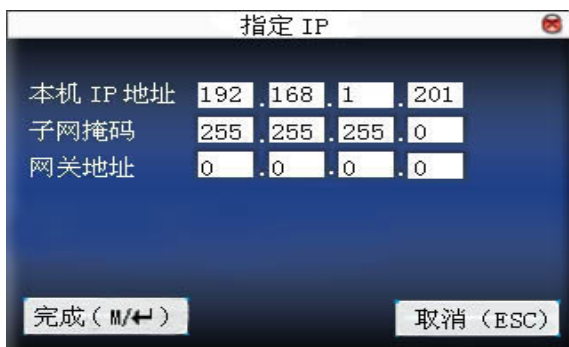 指定 IP
本机 IP 地址 192 .168 .1 .201
子网掩码 255 .255 .255 .0
网关地址 0 .0 .0 .0
完成(M/↵) 取消(ESC)